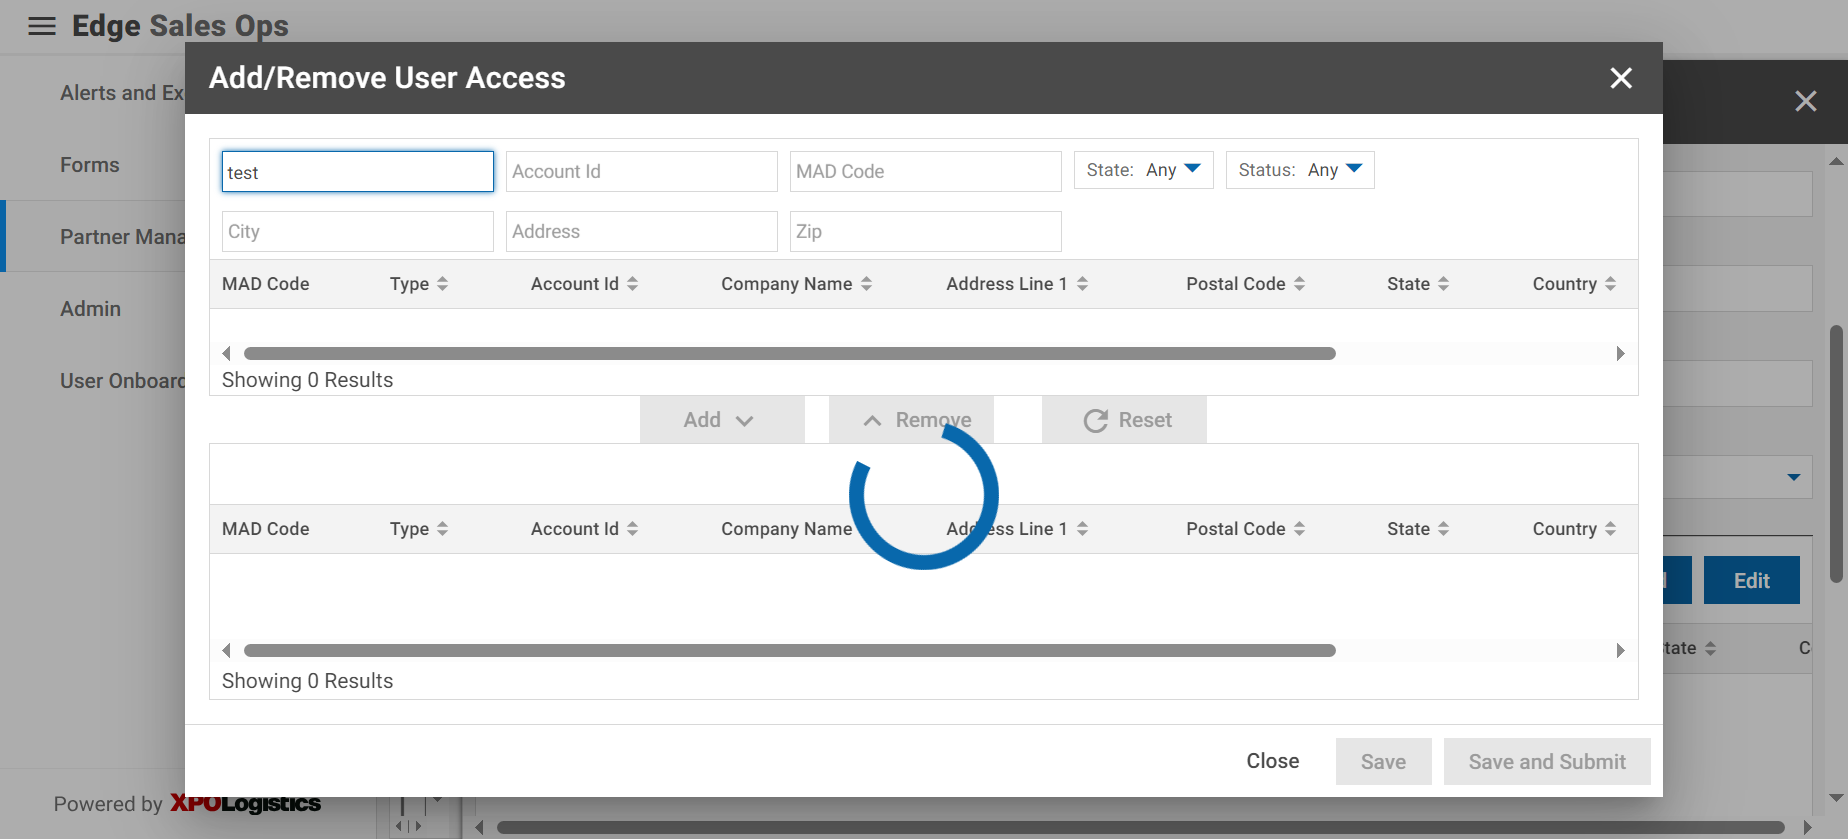 Edge Sales Ops
Add/Remove User Access
Alerts and Ex
Forms
Partner Mana
Admin
User Onboard
test
Account Id
MAD Code
State: Any
Status: Any
City
Address
Zip
MAD Code Type Account Id Company Name Address Line 1 Postal Code State Country
Showing 0 Results
Add
Remove
Reset
MAD Code Type Account Id Company Name Address Line 1 Postal Code State Country
Showing 0 Results
Edit
tate C
Close
Save
Save and Submit
Powered by XPOLogistics